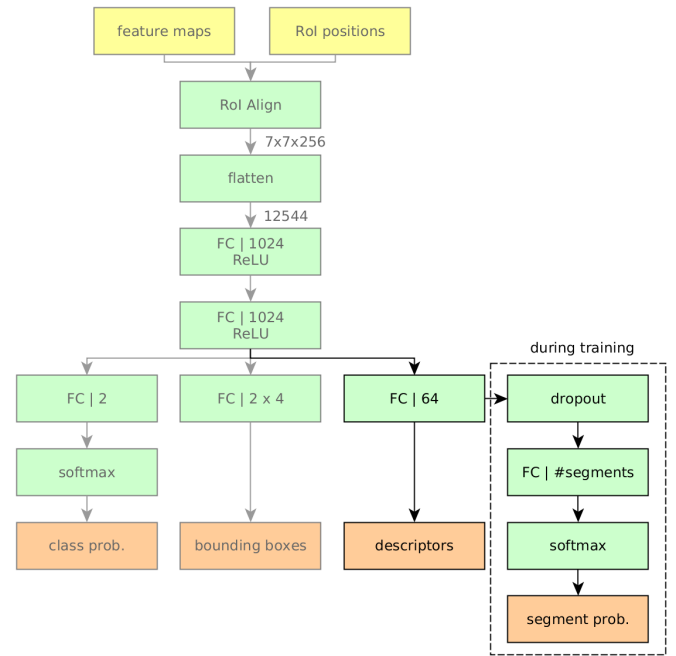 feature maps
RoI positions
RoI Align
7x7x256
flatten
12544
FC | 1024
ReLU
FC | 1024
ReLU
during training
FC | 2
FC | 2 x 4
FC | 64
dropout
softmax
FC | #segments
class prob.
bounding boxes
descriptors
softmax
segment prob.